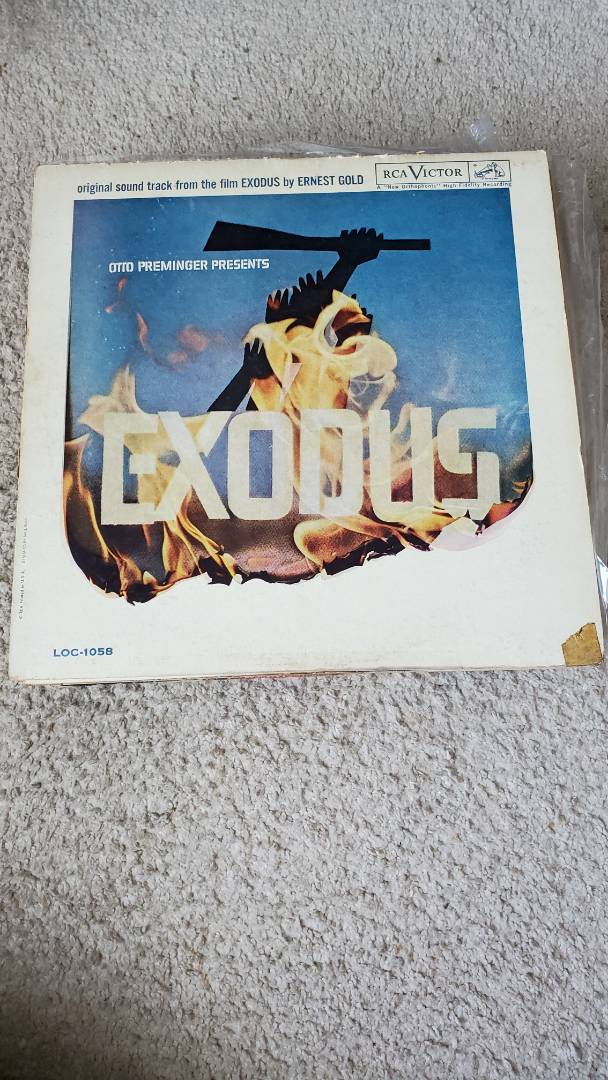 original sound track from the film EXODUS by ERNEST GOLD
RCA VICTOR
A "New Orthophonic" High Fidelity Recording
OTTO PREMINGER PRESENTS
EXODUS
LOC-1058